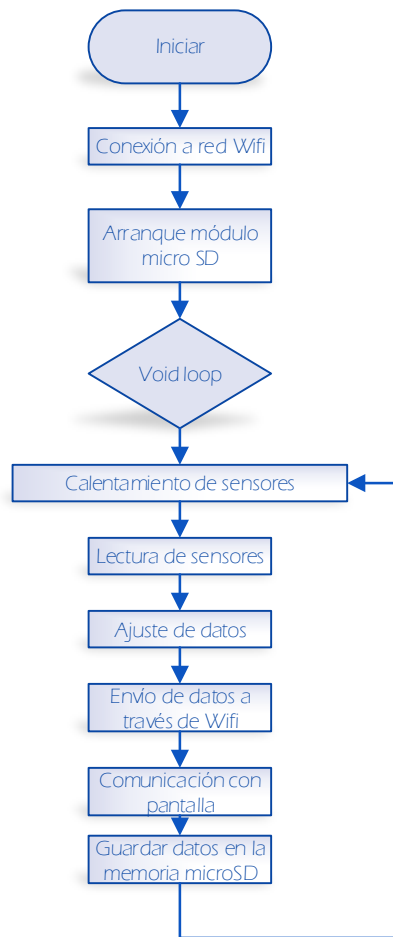 Iniciar
Conexión a red Wifi
Arranque módulo
micro SD
Void loop
Calentamiento de sensores
Lectura de sensores
Ajuste de datos
Envío de datos a
través de Wifi
Comunicación con
pantalla
Guardar datos en la
memoria microSD